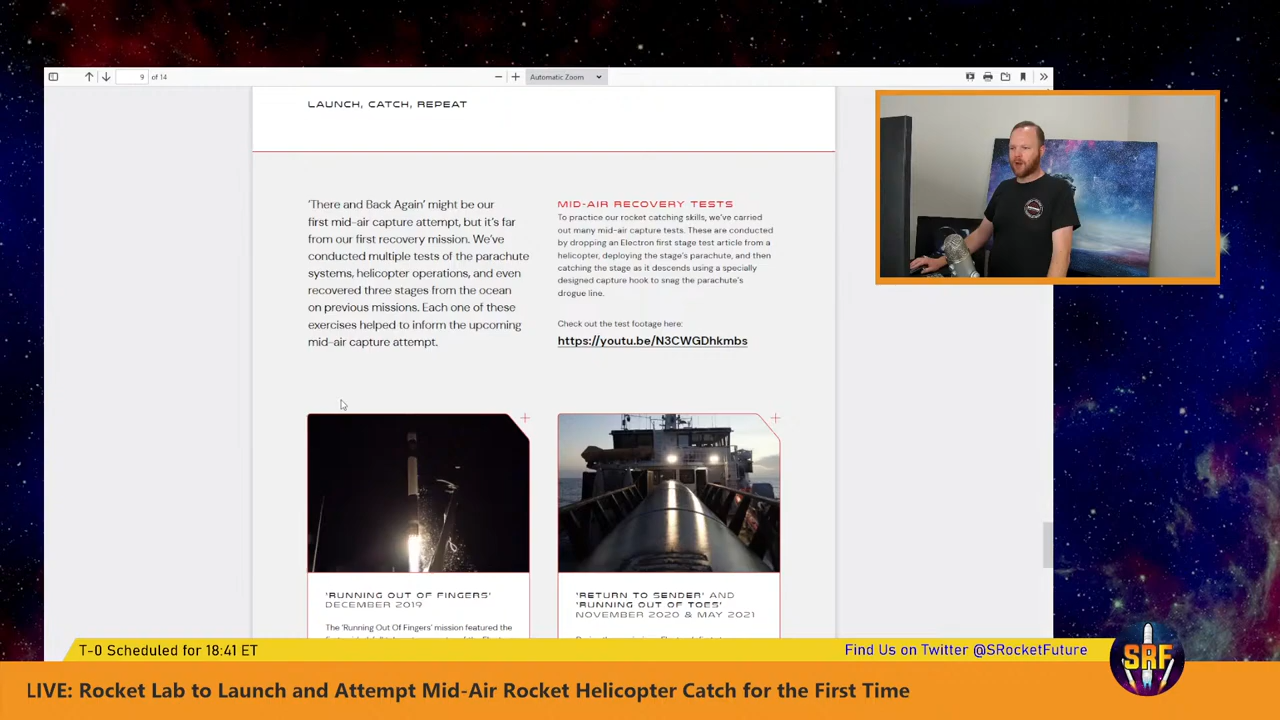 9 of 14
Automatic Zoom
LAUNCH, CATCH, REPEAT
'There and Back Again' might be our
first mid-air capture attempt, but it's far
from our first recovery mission. We've
conducted multiple tests of the parachute
systems, helicopter operations, and even
recovered three stages from the ocean
on previous missions. Each one of these
exercises helped to inform the upcoming
mid-air capture attempt.
MID-AIR RECOVERY TESTS
To practice our rocket catching skills, we've carried
out many mid-air capture tests. These are conducted
by dropping an Electron first stage test article from a
helicopter, deploying the stage's parachute, and then
catching the stage as it descends using a specially
designed capture hook to snag the parachute's
drogue line.
Check out the test footage here:
https://youtu.be/N3CWGDhkmbs
'RUNNING OUT OF FINGERS'
DECEMBER 2019
The 'Running Out Of Fingers' mission featured the
'RETURN TO SENDER' AND
'RUNNING OUT OF TOES'
NOVEMBER 2020 & MAY 2021
T-0 Scheduled for 18:41 ET
Find Us on Twitter @SRocketFuture
SRF
LIVE: Rocket Lab to Launch and Attempt Mid-Air Rocket Helicopter Catch for the First Time